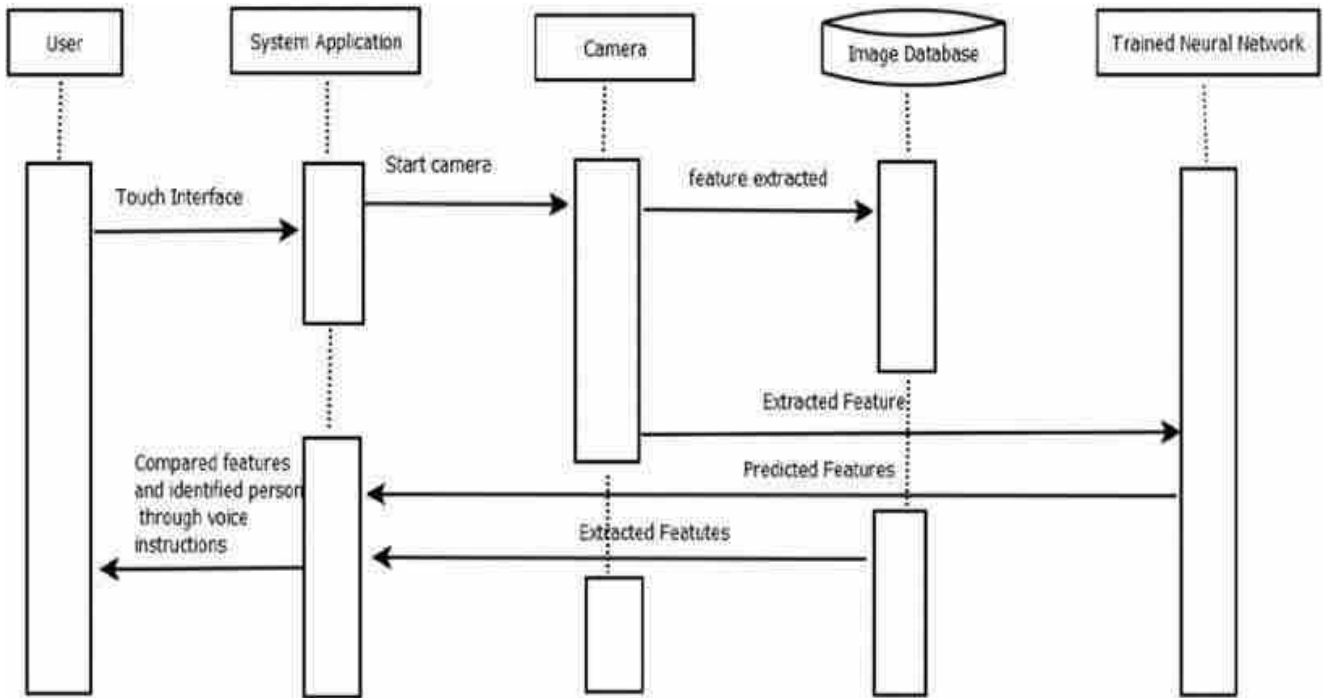 User
System Application
Camera
Image Database
Trained Neural Network
Start camera
feature extracted
Touch Interface
Extracted Feature
Compared features
and identified person
through voice
instructions
Predicted Features
Extracted Featutes